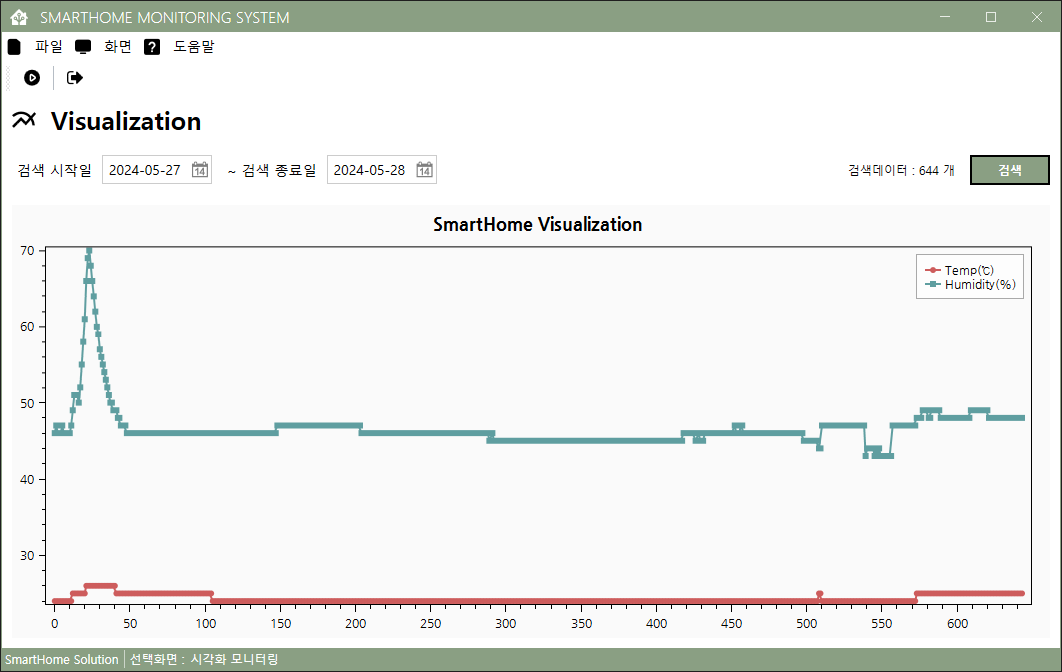 SMARTHOME MONITORING SYSTEM
파일 화면 ? 도움말
Visualization
검색 시작일 2024-05-27 14 ~ 검색 종료일 2024-05-28 14 검색데이터 : 644 개 검색
SmartHome Visualization
Temp(℃)
Humidity(%)
70
60
50
40
30
0 50 100 150 200 250 300 350 400 450 500 550 600
SmartHome Solution 선택화면 : 시각화 모니터링